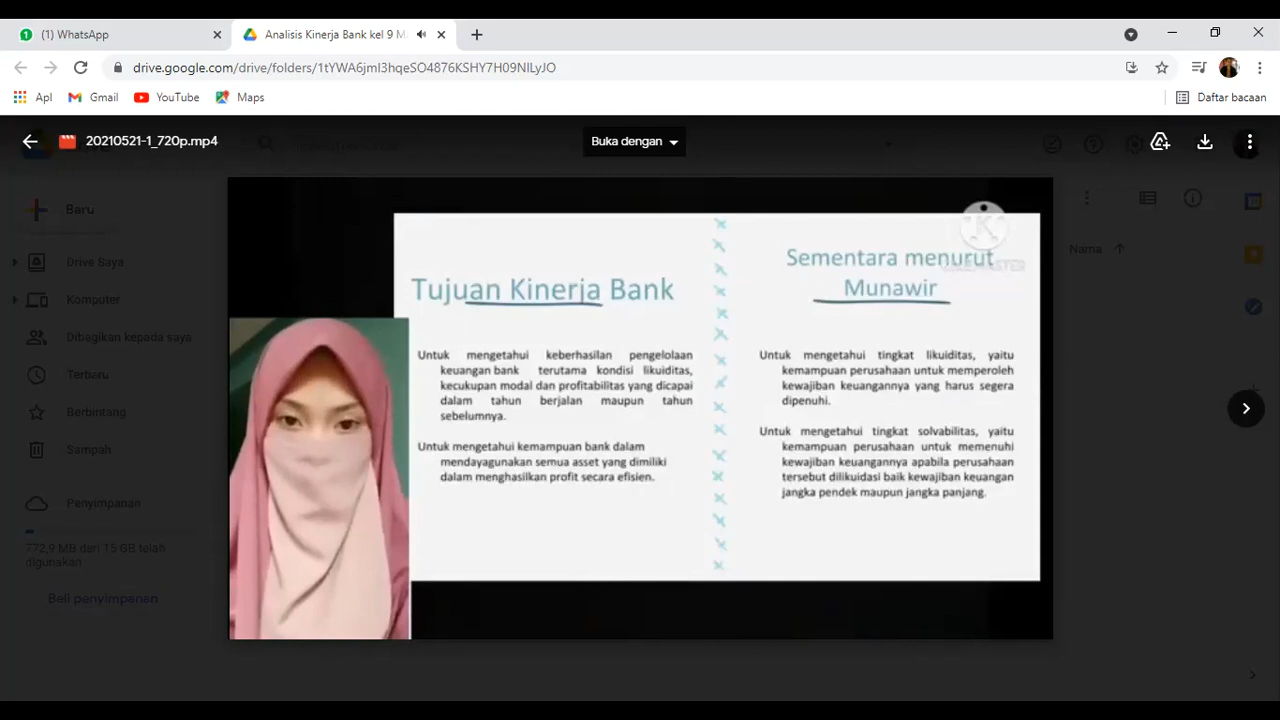 (1) WhatsApp
Analisis Kinerja Bank kel 9 M
drive.google.com/drive/folders/1tYWA6jmI3hqeSO4876KSHY7H09NILyJO
Apl
Gmail
YouTube
Maps
Daftar bacaan
20210521-1_720p.mp4
Buka dengan
Baru
Drive Saya
Komputer
Dibagikan kepada saya
Terbaru
Berbintang
Sampah
Penyimpanan
772,9 MB dari 15 GB telah
digunakan
Beli penyimpanan
Nama
Tujuan Kinerja Bank
Untuk mengetahui keberhasilan pengelolaan
keuangan bank terutama kondisi likuiditas,
kecukupan modal dan profitabilitas yang dicapai
dalam tahun berjalan maupun tahun
sebelumnya.
Untuk mengetahui kemampuan bank dalam
mendayagunakan semua asset yang dimiliki
dalam menghasilkan profit secara efisien.
Sementara menurut
Munawir
Untuk mengetahui tingkat likuiditas, yaitu
kemampuan perusahaan untuk memperoleh
kewajiban keuangannya yang harus segera
dipenuhi.
Untuk mengetahui tingkat solvabilitas, yaitu
kemampuan perusahaan untuk memenuhi
kewajiban keuangannya apabila perusahaan
tersebut dilikuidasi baik kewajiban keuangan
jangka pendek maupun jangka panjang.